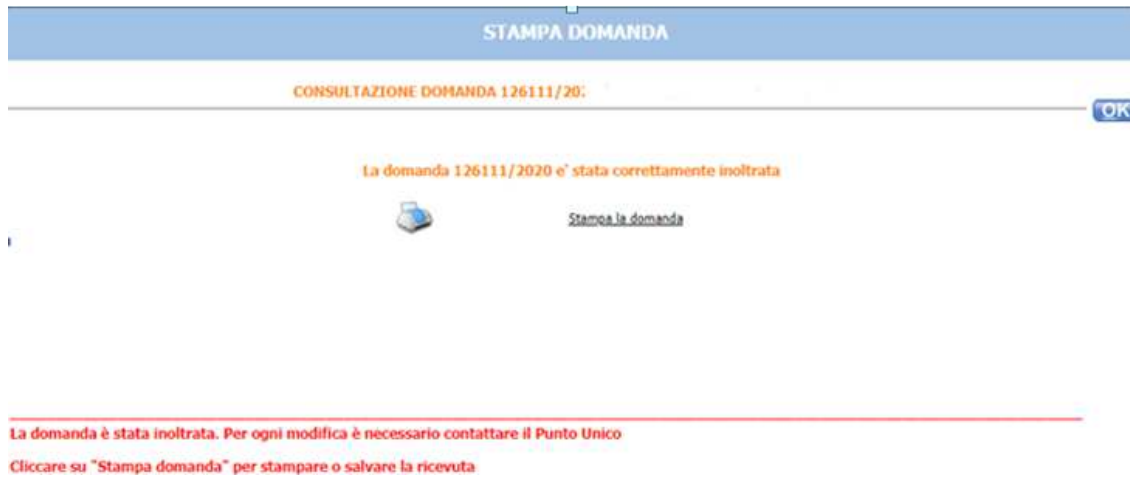 STAMPA DOMANDA
CONSULTAZIONE DOMANDA 126111/20
OK
La domanda 126111/2020 e' stata correttamente inoltrata
Stampa la domanda
La domanda è stata inoltrata. Per ogni modifica è necessario contattare il Punto Unico
Cliccare su "Stampa domanda" per stampare o salvare la ricevuta